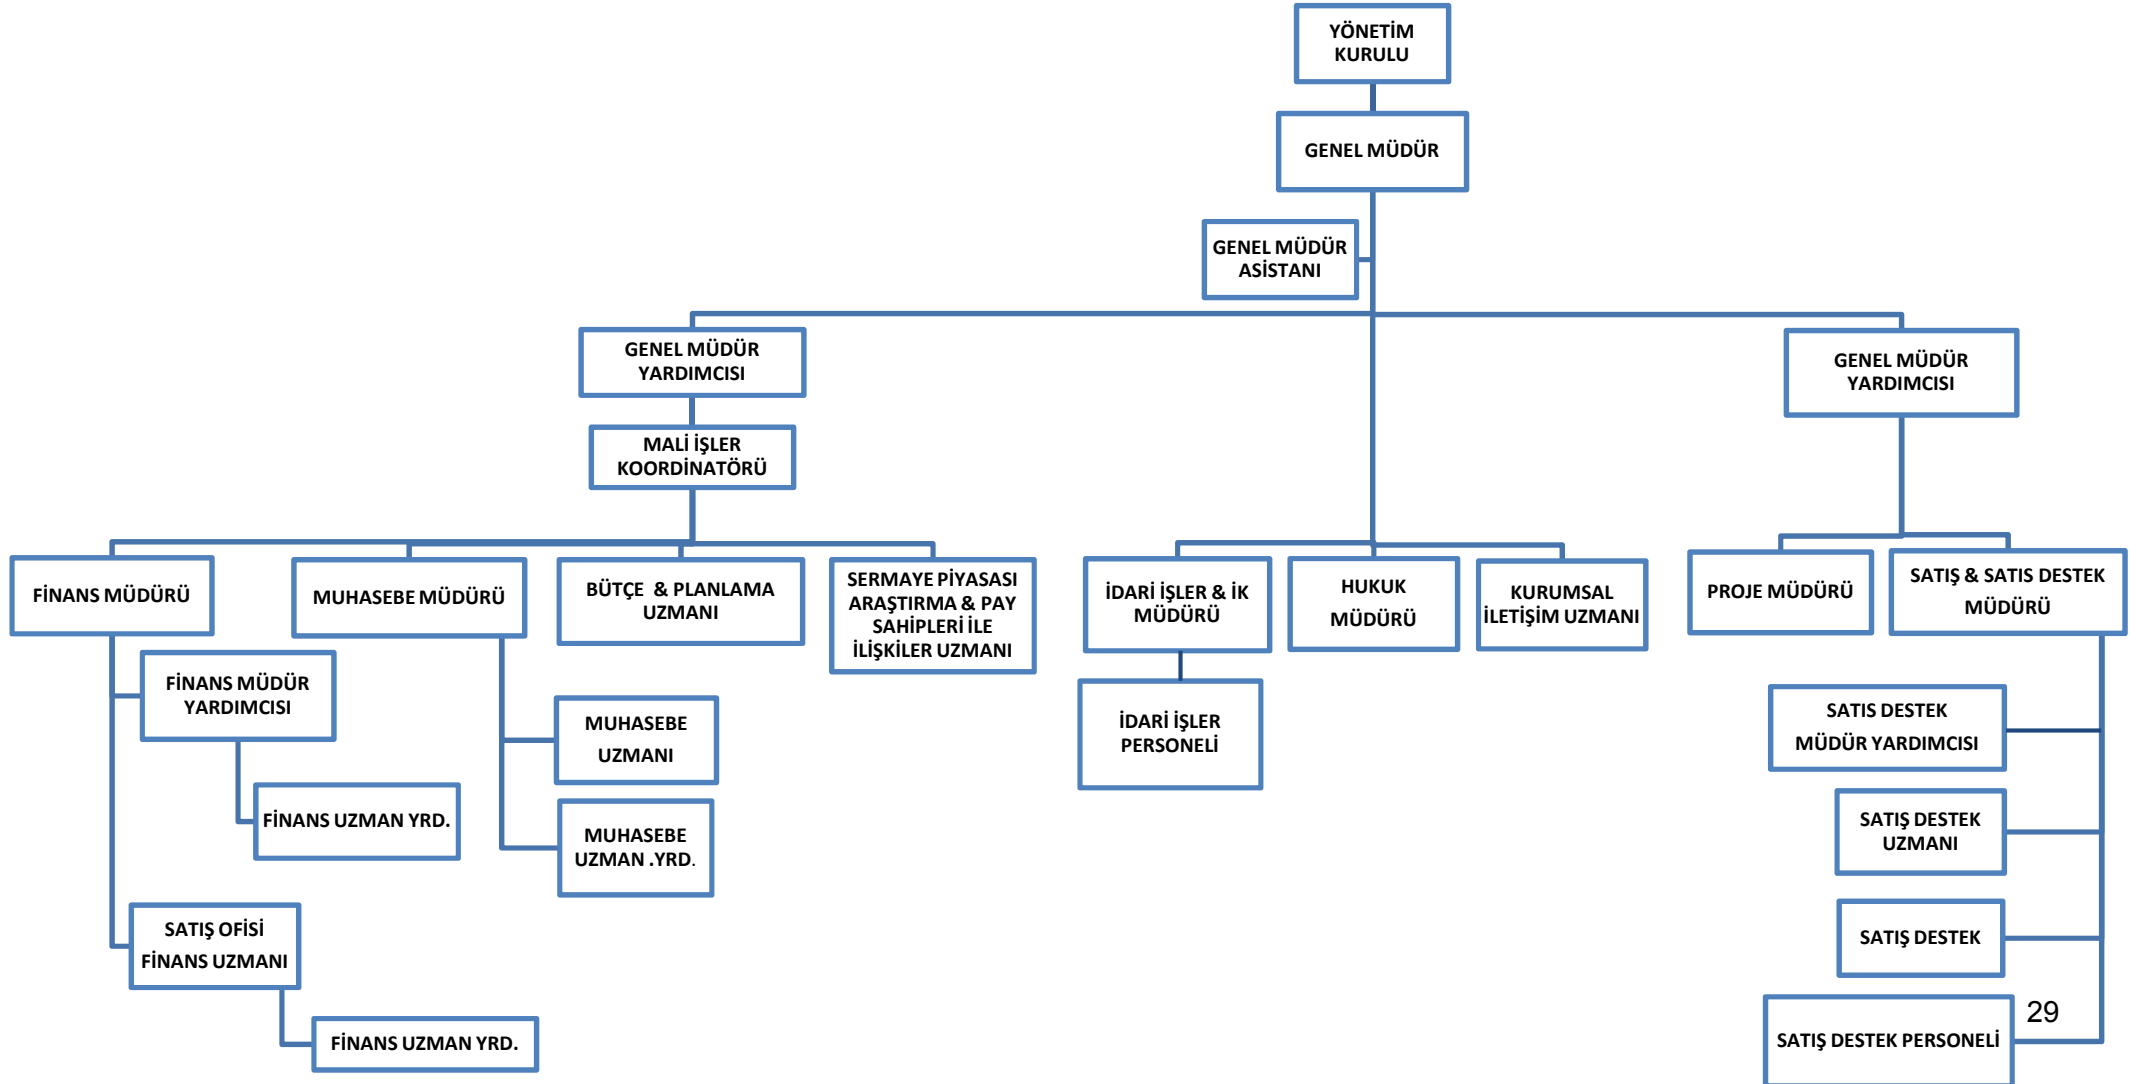 YÖNETİM
KURULU
GENEL MÜDÜR
GENEL MÜDÜR
ASİSTANI
GENEL MÜDÜR
YARDIMCISI
GENEL MÜDÜR
YARDIMCISI
MALİ İŞLER
KOORDİNATÖRÜ
FİNANS MÜDÜRÜ
MUHASEBE MÜDÜRÜ
BÜTÇE & PLANLAMA
UZMANI
SERMAYE PİYASASI
ARAŞTIRMA & PAY
SAHİPLERİ İLE
İLİŞKİLER UZMANI
İDARİ İŞLER & İK
MÜDÜRÜ
HUKUK
MÜDÜRÜ
KURUMSAL
İLETİŞİM UZMANI
PROJE MÜDÜRÜ
SATIŞ & SATIS DESTEK
MÜDÜRÜ
FİNANS MÜDÜR
YARDIMCISI
MUHASEBE
UZMANI
İDARİ İŞLER
PERSONELİ
SATIS DESTEK
MÜDÜR YARDIMCISI
FİNANS UZMAN YRD.
MUHASEBE
UZMAN .YRD.
SATIŞ DESTEK
UZMANI
SATIŞ OFİSİ
FİNANS UZMANI
SATIŞ DESTEK
FİNANS UZMAN YRD.
SATIŞ DESTEK PERSONELİ
29